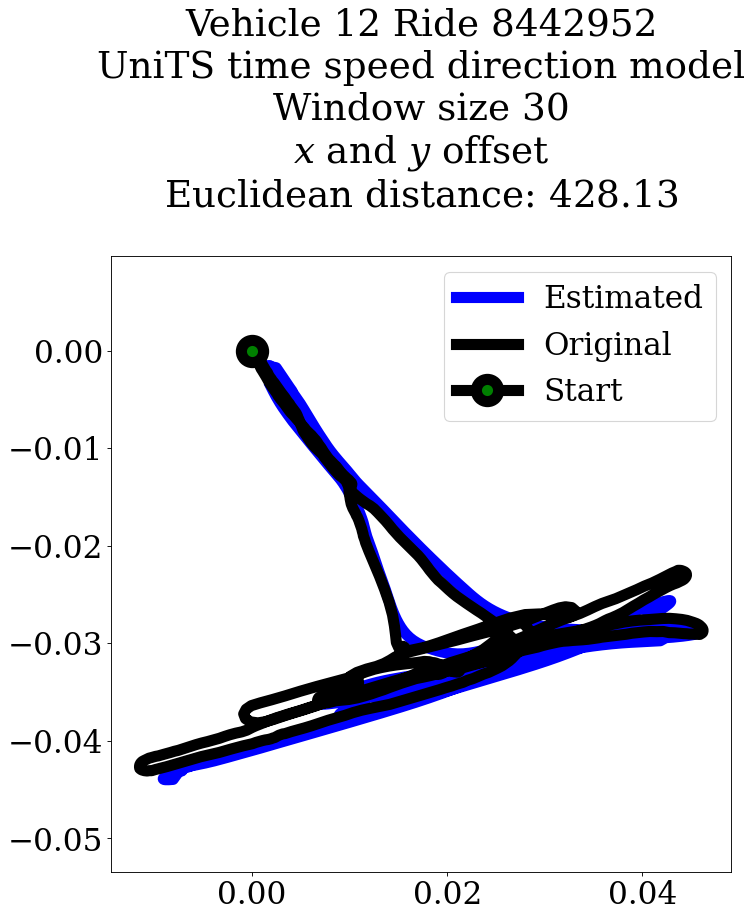 Vehicle 12 Ride 8442952
UniTS time speed direction model
Window size 30
x and y offset
Euclidean distance: 428.13
Estimated
Original
Start
0.00
−0.01
−0.02
−0.03
−0.04
−0.05
0.00 0.02 0.04